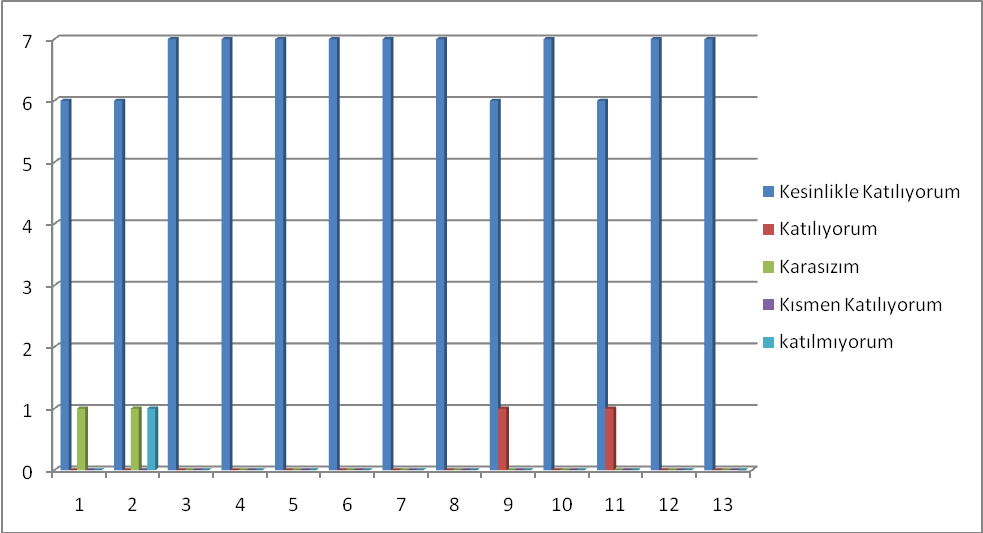 7
6
5
4
3
2
1
0
1 2 3 4 5 6 7 8 9 10 11 12 13
Kesinlikle Katılıyorum
Katılıyorum
Karasızım
Kısmen Katılıyorum
katılmıyorum